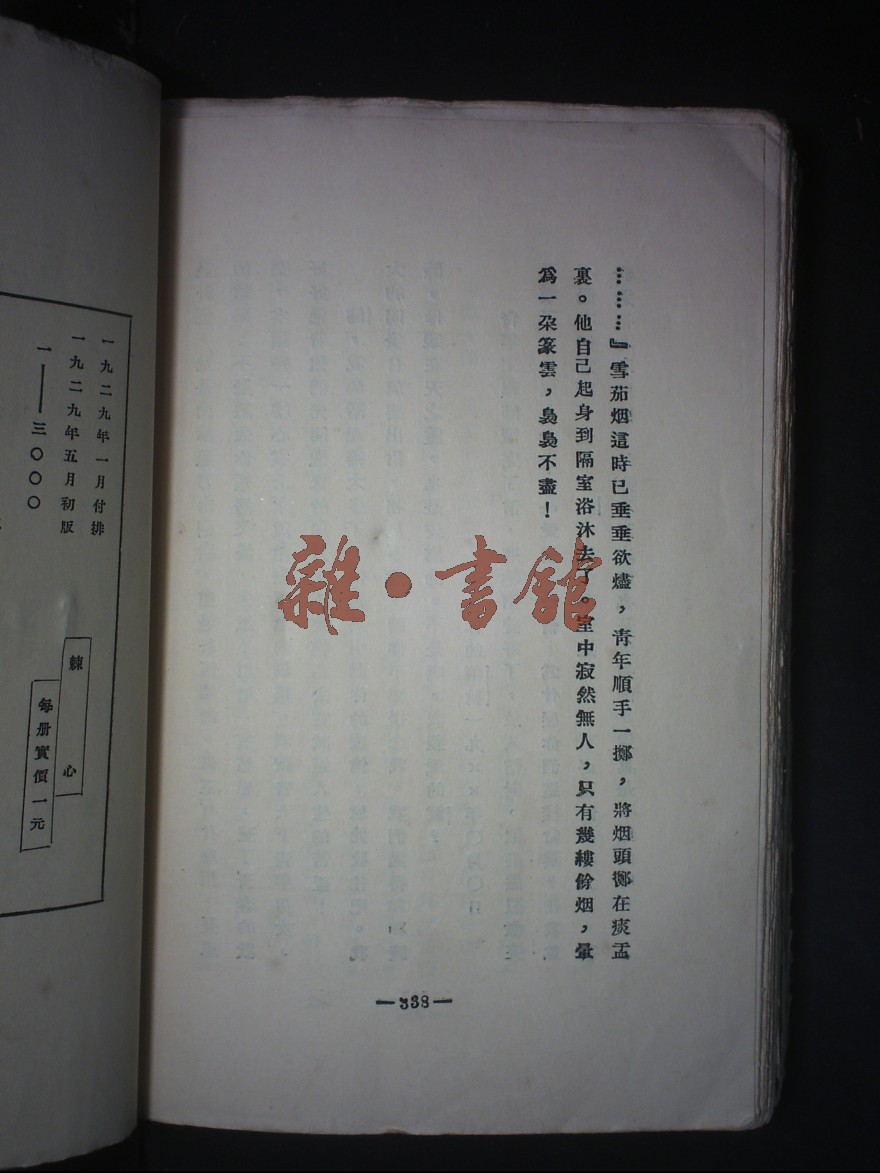 ………』雪茄烟這時已垂垂欲燼，靑年順手一擲，將烟頭擲在痰盂
裏。他自己起身到隔室浴沐去了。室中寂然無人，只有幾縷餘烟，暈
爲一朶篆雲，裊裊不盡！
—338—
一九二九年一月付排
一九二九年五月初版
一——三〇〇〇
棘心
每册實價一元
雜·書館